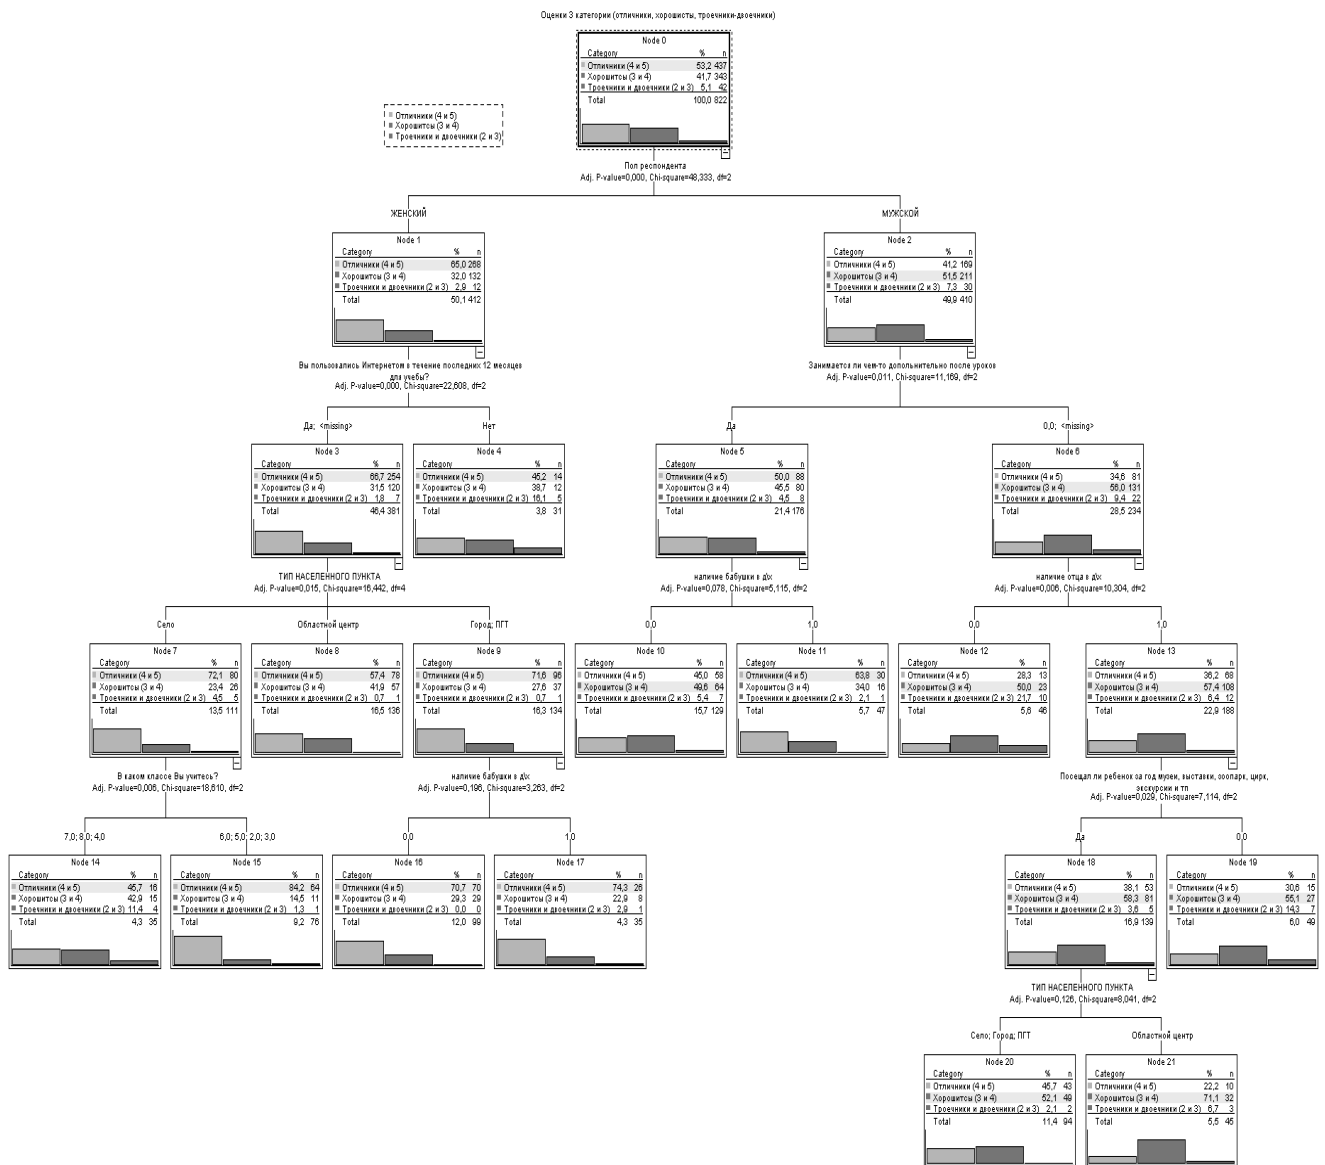 Оценки 3 категории (отличники, хорошисты, троечники-двоечники)
Node 0
Category % n
Отличники (4 и 5) 53,2 437
Хорошитсы (3 и 4) 41,7 343
Троечники и двоечники (2 и 3) 5,1 42
Total 100,0 822
Отличники (4 и 5)
Хорошитсы (3 и 4)
Троечники и двоечники (2 и 3)
Пол респондента
Adj. P-value=0,000, Chi-square=48,333, df=2
ЖЕНСКИЙ
МУЖСКОЙ
Node 1
Category % n
Отличники (4 и 5) 65,0 268
Хорошитсы (3 и 4) 32,0 132
Троечники и двоечники (2 и 3) 2,9 12
Total 50,1 412
Node 2
Category % n
Отличники (4 и 5) 41,2 169
Хорошитсы (3 и 4) 51,5 211
Троечники и двоечники (2 и 3) 7,3 30
Total 49,9 410
Вы пользовались Интернетом в течение последних 12 месяцев
для учебы?
Adj. P-value=0,000, Chi-square=22,608, df=2
Занимается ли чем-то дополнительно после уроков
Adj. P-value=0,011, Chi-square=11,169, df=2
Да; <missing>
Нет
Да
0,0; <missing>
Node 3
Category % n
Отличники (4 и 5) 66,7 254
Хорошитсы (3 и 4) 31,5 120
Троечники и двоечники (2 и 3) 1,8 7
Total 46,4 381
Node 4
Category % n
Отличники (4 и 5) 45,2 14
Хорошитсы (3 и 4) 38,7 12
Троечники и двоечники (2 и 3) 16,1 5
Total 3,8 31
Node 5
Category % n
Отличники (4 и 5) 50,0 88
Хорошитсы (3 и 4) 45,5 80
Троечники и двоечники (2 и 3) 4,5 8
Total 21,4 176
Node 6
Category % n
Отличники (4 и 5) 34,6 81
Хорошитсы (3 и 4) 56,0 131
Троечники и двоечники (2 и 3) 9,4 22
Total 28,5 234
ТИП НАСЕЛЕННОГО ПУНКТА
Adj. P-value=0,015, Chi-square=16,442, df=4
наличие бабушки в д\х
Adj. P-value=0,078, Chi-square=5,115, df=2
наличие отца в д\х
Adj. P-value=0,006, Chi-square=10,304, df=2
Село
Областной центр
Город; ПГТ
0,0
1,0
0,0
1,0
Node 7
Category % n
Отличники (4 и 5) 72,1 80
Хорошитсы (3 и 4) 23,4 26
Троечники и двоечники (2 и 3) 4,5 5
Total 13,5 111
Node 8
Category % n
Отличники (4 и 5) 57,4 78
Хорошитсы (3 и 4) 41,9 57
Троечники и двоечники (2 и 3) 0,7 1
Total 16,5 136
Node 9
Category % n
Отличники (4 и 5) 71,6 96
Хорошитсы (3 и 4) 27,6 37
Троечники и двоечники (2 и 3) 0,7 1
Total 16,3 134
Node 10
Category % n
Отличники (4 и 5) 45,0 58
Хорошитсы (3 и 4) 49,6 64
Троечники и двоечники (2 и 3) 5,4 7
Total 15,7 129
Node 11
Category % n
Отличники (4 и 5) 63,8 30
Хорошитсы (3 и 4) 34,0 16
Троечники и двоечники (2 и 3) 2,1 1
Total 5,7 47
Node 12
Category % n
Отличники (4 и 5) 28,3 13
Хорошитсы (3 и 4) 50,0 23
Троечники и двоечники (2 и 3) 21,7 10
Total 5,6 46
Node 13
Category % n
Отличники (4 и 5) 36,2 68
Хорошитсы (3 и 4) 57,4 108
Троечники и двоечники (2 и 3) 6,4 12
Total 22,9 188
В каком классе Вы учитесь?
Adj. P-value=0,006, Chi-square=18,610, df=2
наличие бабушки в д\х
Adj. P-value=0,196, Chi-square=3,263, df=2
Посещал ли ребенок за год музеи, выставки, зоопарк, цирк,
экскурсии и тп
Adj. P-value=0,029, Chi-square=7,114, df=2
7,0; 8,0; 4,0
6,0; 5,0; 2,0; 3,0
0,0
1,0
Да
0,0
Node 14
Category % n
Отличники (4 и 5) 45,7 16
Хорошитсы (3 и 4) 42,9 15
Троечники и двоечники (2 и 3) 11,4 4
Total 4,3 35
Node 15
Category % n
Отличники (4 и 5) 84,2 64
Хорошитсы (3 и 4) 14,5 11
Троечники и двоечники (2 и 3) 1,3 1
Total 9,2 76
Node 16
Category % n
Отличники (4 и 5) 70,7 70
Хорошитсы (3 и 4) 29,3 29
Троечники и двоечники (2 и 3) 0,0 0
Total 12,0 99
Node 17
Category % n
Отличники (4 и 5) 74,3 26
Хорошитсы (3 и 4) 22,9 8
Троечники и двоечники (2 и 3) 2,9 1
Total 4,3 35
Node 18
Category % n
Отличники (4 и 5) 38,1 53
Хорошитсы (3 и 4) 58,3 81
Троечники и двоечники (2 и 3) 3,6 5
Total 16,9 139
Node 19
Category % n
Отличники (4 и 5) 30,6 15
Хорошитсы (3 и 4) 55,1 27
Троечники и двоечники (2 и 3) 14,3 7
Total 6,0 49
ТИП НАСЕЛЕННОГО ПУНКТА
Adj. P-value=0,126, Chi-square=8,041, df=2
Село; Город; ПГТ
Областной центр
Node 20
Category % n
Отличники (4 и 5) 45,7 43
Хорошитсы (3 и 4) 52,1 49
Троечники и двоечники (2 и 3) 2,1 2
Total 11,4 94
Node 21
Category % n
Отличники (4 и 5) 22,2 10
Хорошитсы (3 и 4) 71,1 32
Троечники и двоечники (2 и 3) 6,7 3
Total 5,5 45